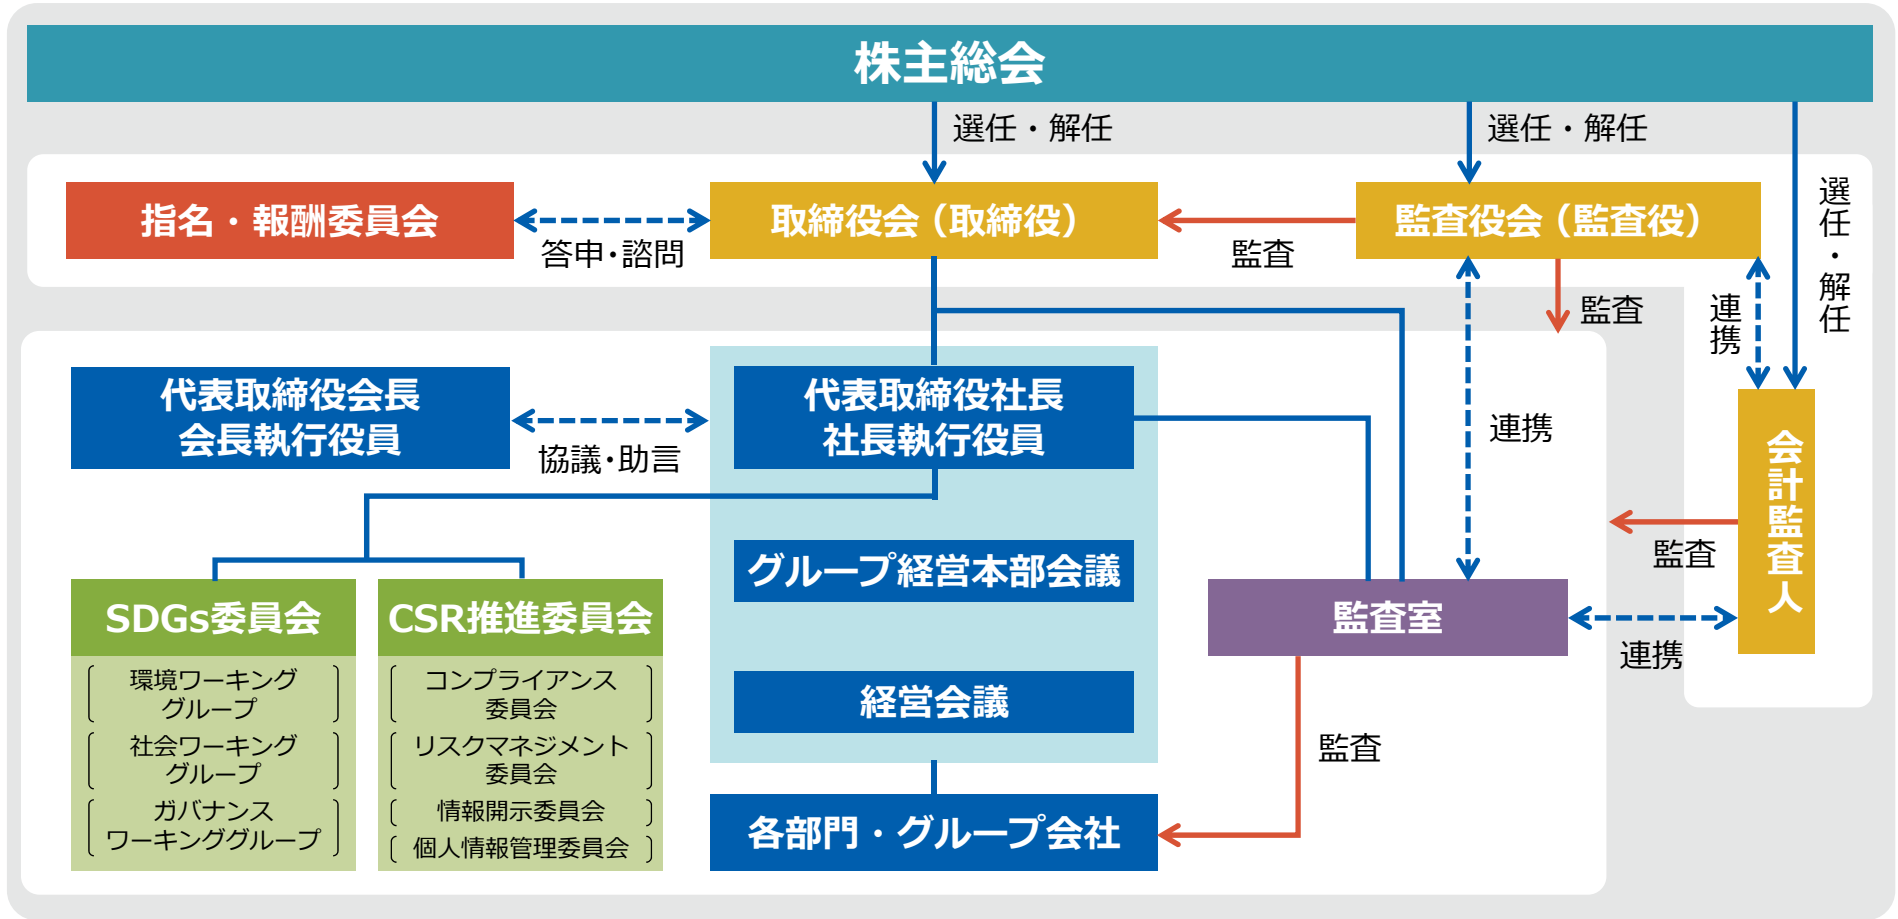 株主総会
選任・解任
選任・解任
選任・解任
指名・報酬委員会
答申・諮問
取締役会（取締役）
監査
監査役会（監査役）
監査
連携
代表取締役会長
会長執行役員
協議・助言
代表取締役社長
社長執行役員
連携
会計監査人
監査
グループ経営本部会議
SDGs委員会
CSR推進委員会
監査室
連携
環境ワーキング
グループ
社会ワーキング
グループ
ガバナンス
ワーキンググループ
コンプライアンス
委員会
リスクマネジメント
委員会
情報開示委員会
個人情報管理委員会
経営会議
監査
各部門・グループ会社